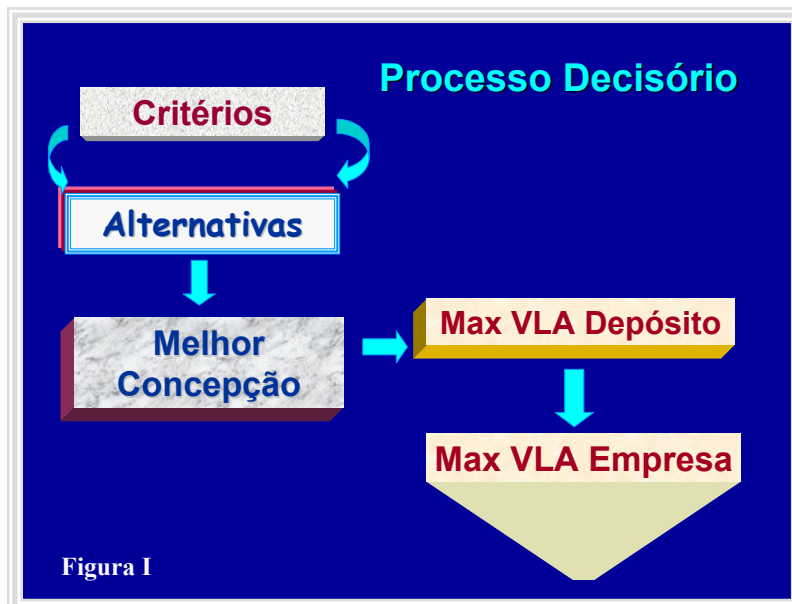 Processo Decisório
Critérios
Alternativas
Melhor
Concepção
Max VLA Depósito
Max VLA Empresa
Figura I